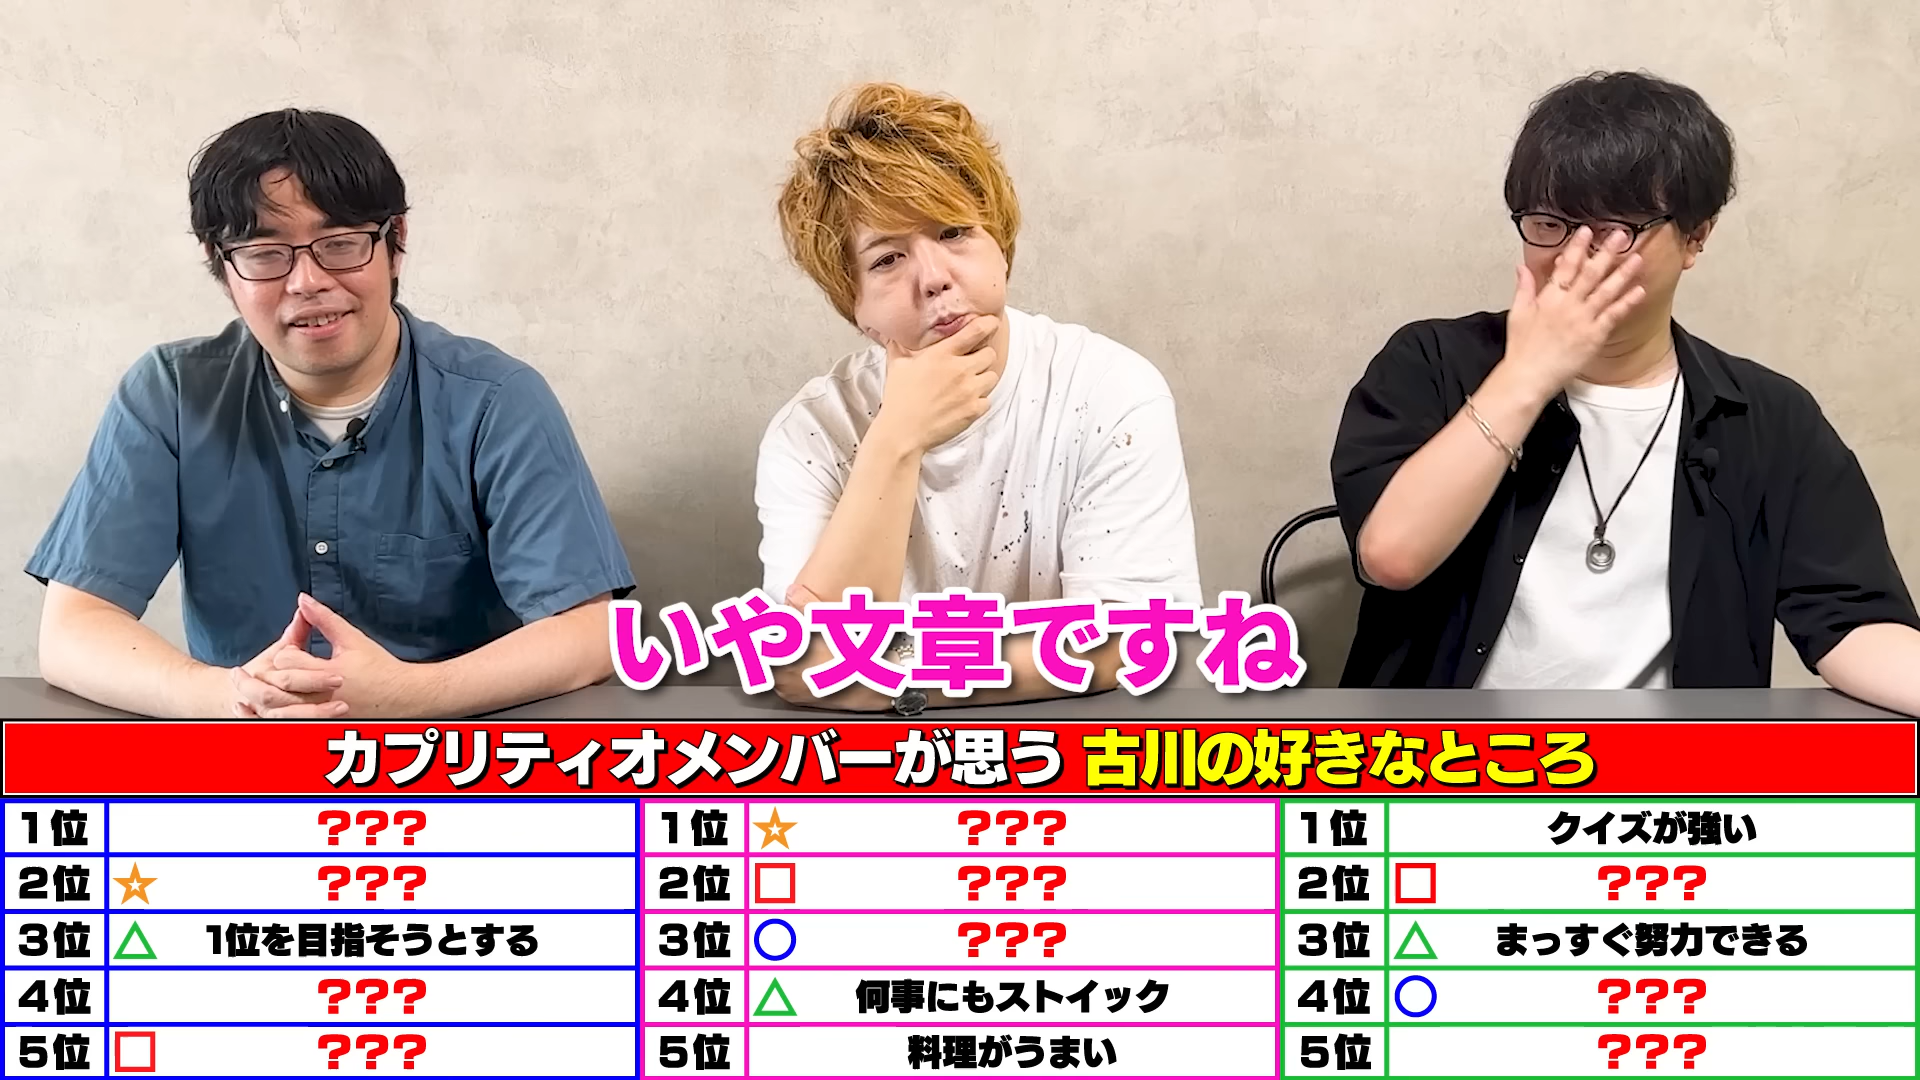 いや文章ですね
カプリティオメンバーが思う 古川の好きなところ
1位 ???
2位 ☆ ???
3位 △ 1位を目指そうとする
4位 ???
5位 □ ???
1位 ☆ ???
2位 □ ???
3位 ○ ???
4位 △ 何事にもストイック
5位 料理がうまい
1位 クイズが強い
2位 □ ???
3位 △ まっすぐ努力できる
4位 ○ ???
5位 ???